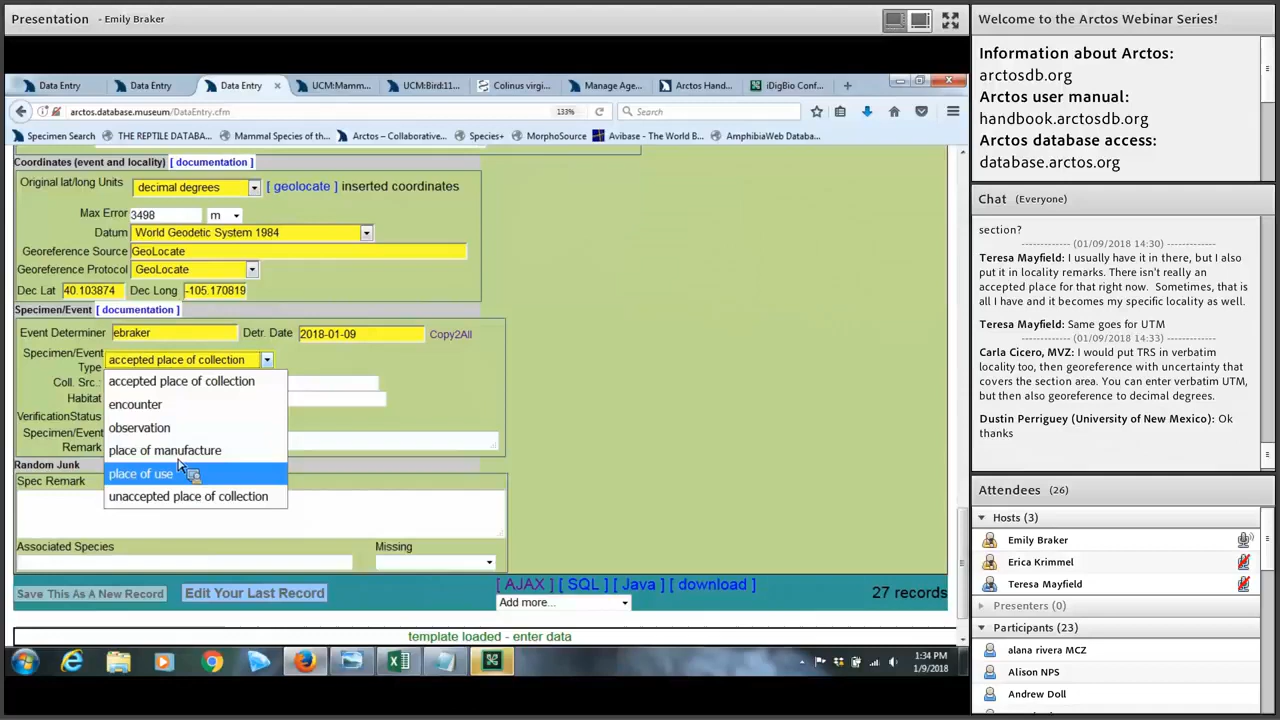 Presentation - Emily Braker
Data Entry
Data Entry
Data Entry
UCM:Mamm...
UCM:Bird:11...
Colinus virgi...
Manage Age...
Arctos Hand...
iDigBio Conf...
arctos.database.museum/DataEntry.cfm
133%
Search
Specimen Search
THE REPTILE DATABA...
Mammal Species of th...
Arctos – Collaborative...
Species+
MorphoSource
Avibase - The World B...
AmphibiaWeb Databa...
Coordinates (event and locality) [ documentation ]
Original lat/long Units decimal degrees [ geolocate ] inserted coordinates
Max Error 3498 m
Datum World Geodetic System 1984
Georeference Source GeoLocate
Georeference Protocol GeoLocate
Dec Lat 40.103874 Dec Long -105.170819
Specimen/Event [ documentation ]
Event Determiner ebraker Detr. Date 2018-01-09 Copy2All
Specimen/Event Type accepted place of collection
accepted place of collection
encounter
observation
place of manufacture
place of use
unaccepted place of collection
Coll. Src.:
Habitat
VerificationStatus
Specimen/Event
Remark
Random Junk
Spec Remark
Associated Species Missing
Save This As A New Record Edit Your Last Record [ AJAX ] [ SQL ] [ Java ] [ download ] 27 records
Add more...
template loaded - enter data
1:34 PM
1/9/2018
Welcome to the Arctos Webinar Series!
Information about Arctos:
arctosdb.org
Arctos user manual:
handbook.arctosdb.org
Arctos database access:
database.arctos.org
Chat (Everyone)
section?
------------- (01/09/2018 14:30) -------------
Teresa Mayfield: I usually have it in there, but I also
put it in locality remarks. There isn't really an
accepted place for that right now. Sometimes, that is
all I have and it becomes my specific locality as well.
Teresa Mayfield: Same goes for UTM
------------- (01/09/2018 14:33) -------------
Carla Cicero, MVZ: I would put TRS in verbatim
locality too, then georeference with uncertainty that
covers the section area. You can enter verbatim UTM,
but then also georeference to decimal degrees.
Dustin Perriguey (University of New Mexico): Ok
thanks
Attendees (26)
Hosts (3)
Emily Braker
Erica Krimmel
Teresa Mayfield
Presenters (0)
Participants (23)
alana rivera MCZ
Alison NPS
Andrew Doll